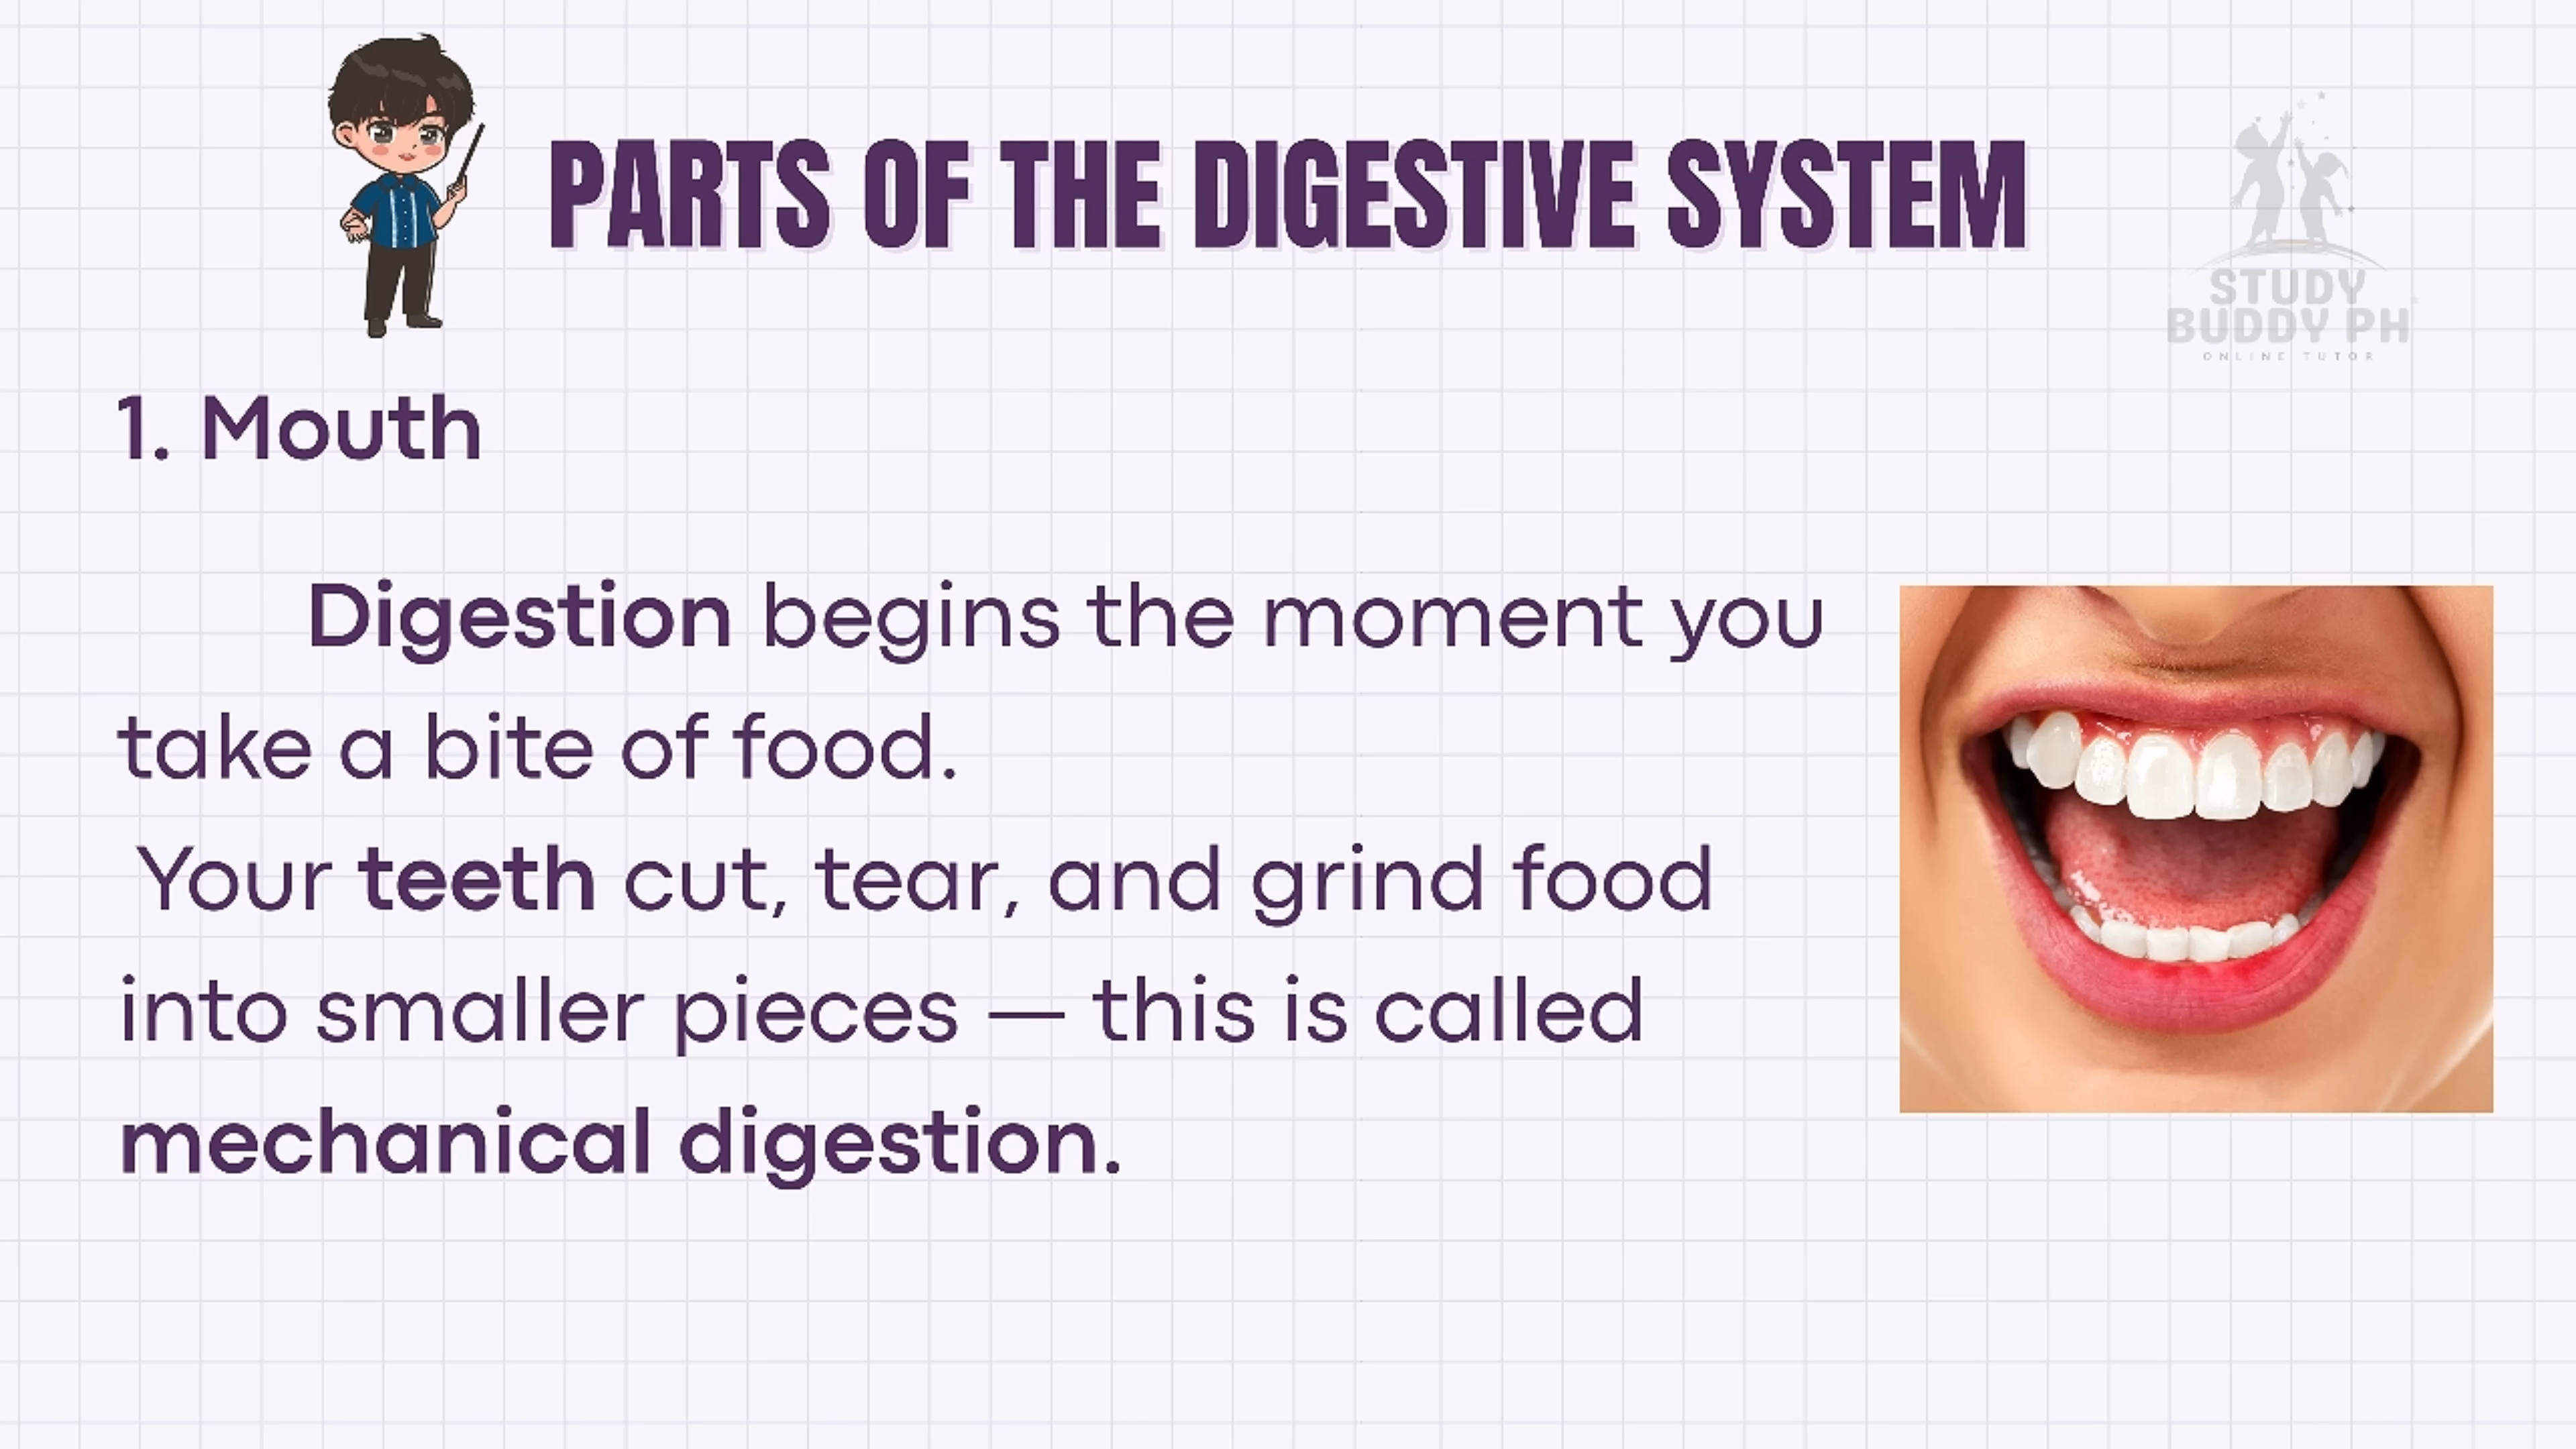 PARTS OF THE DIGESTIVE SYSTEM
STUDY
BUDDY PH
ONLINE TUTOR
1. Mouth
Digestion begins the moment you
take a bite of food.
Your teeth cut, tear, and grind food
into smaller pieces — this is called
mechanical digestion.